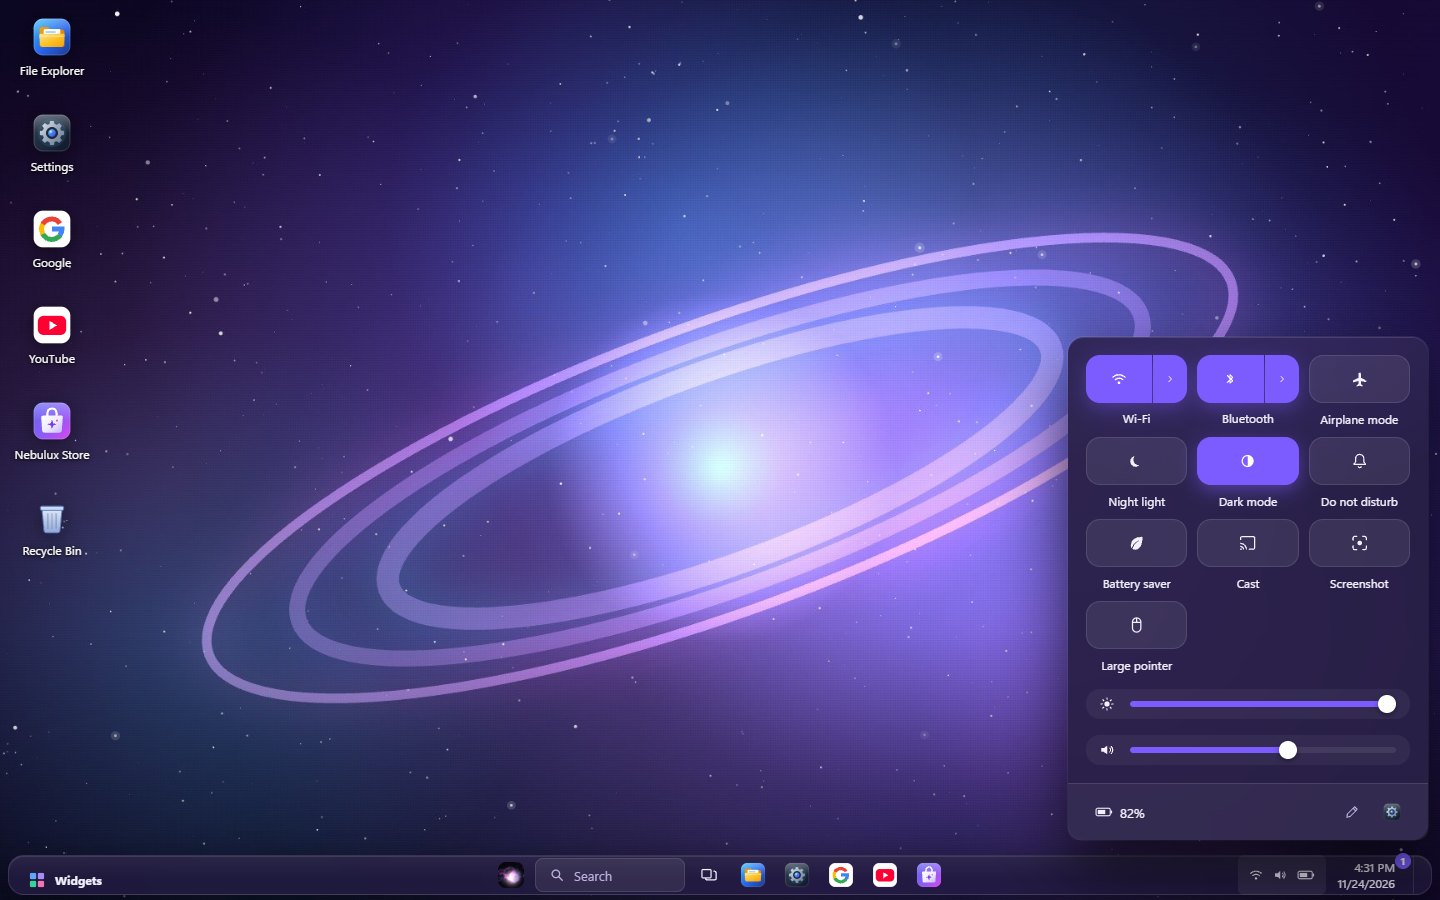 File Explorer
Settings
Google
YouTube
Nebulux Store
Recycle Bin
Wi-Fi
Bluetooth
Airplane mode
Night light
Dark mode
Do not disturb
Battery saver
Cast
Screenshot
Large pointer
82%
Widgets
Search
4:31 PM
1
11/24/2026